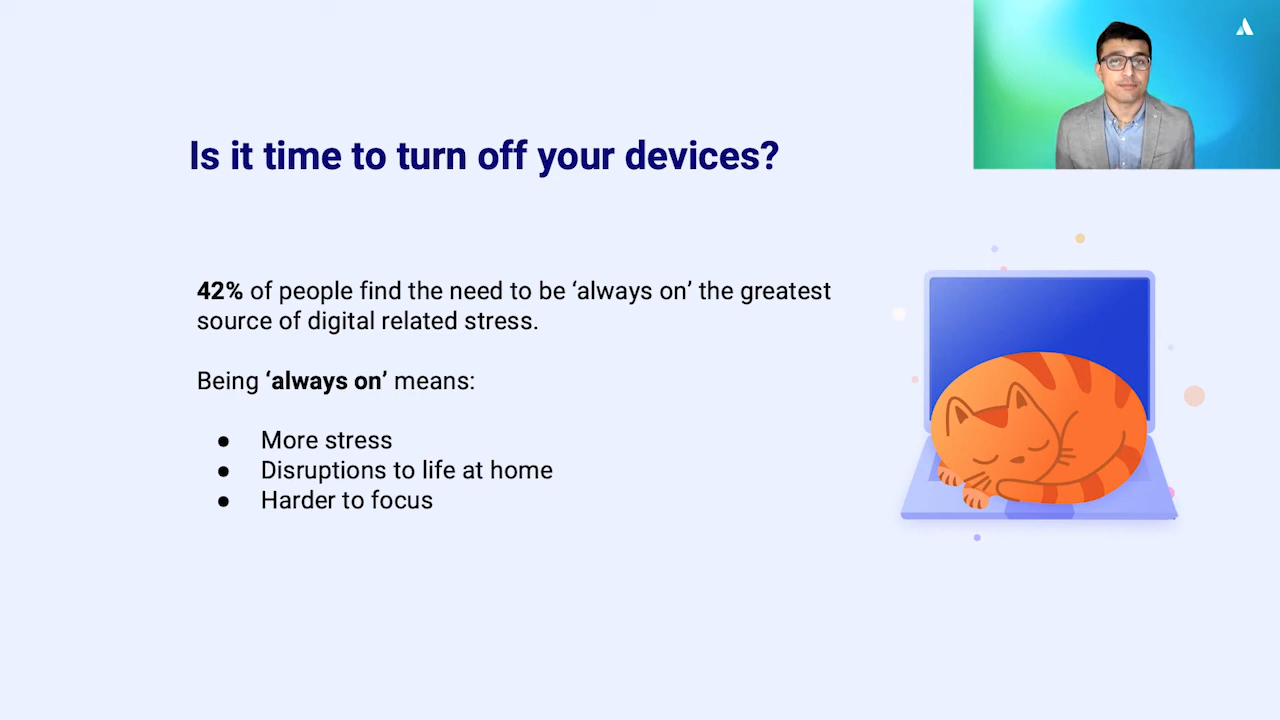 Is it time to turn off your devices?
42% of people find the need to be ‘always on’ the greatest
source of digital related stress.
Being ‘always on’ means:
● More stress
● Disruptions to life at home
● Harder to focus